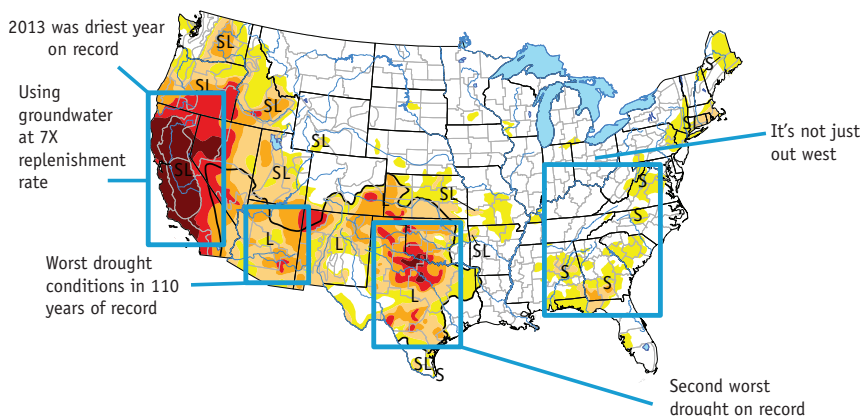 2013 was driest year
on record
Using
groundwater
at 7X
replenishment
rate
Worst drought
conditions in 110
years of record
It's not just
out west
Second worst
drought on record
SL
SL
SL
SL
SL
SL
SL
L
L
L
L
SL
SL
S
S
S
S
S
SL